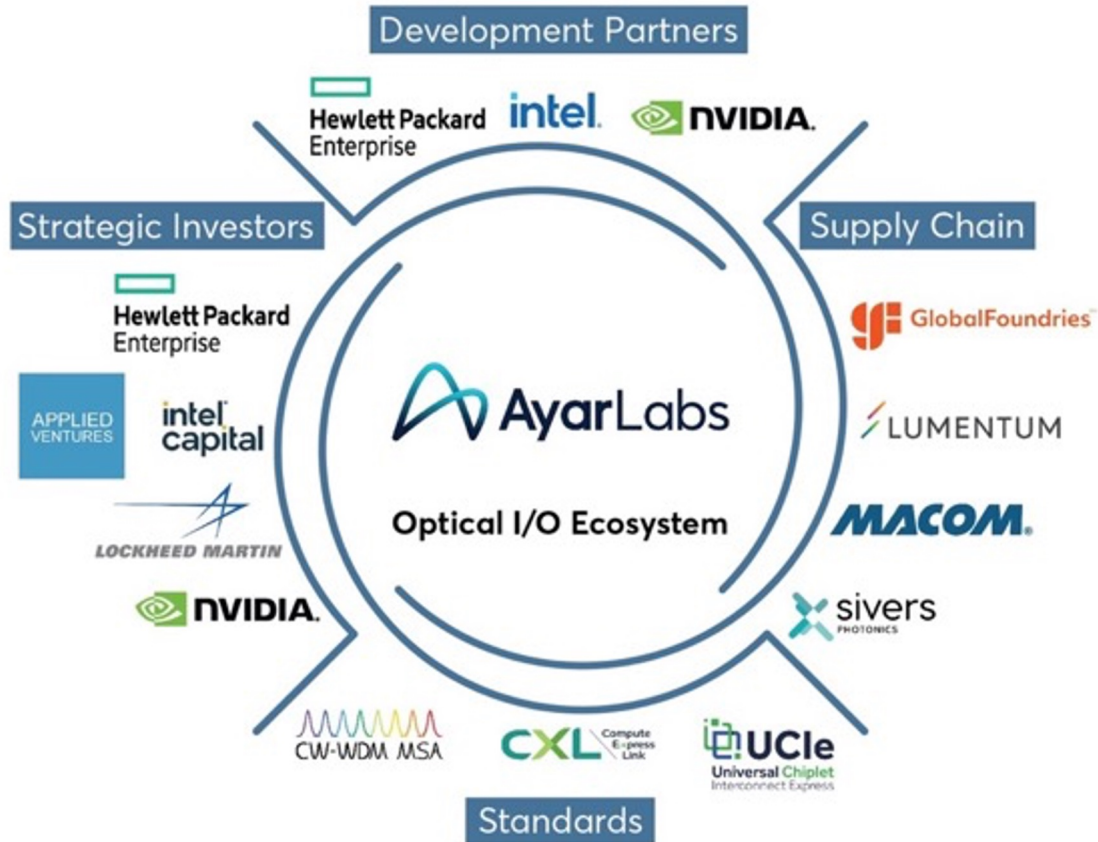 Development Partners
Hewlett Packard
Enterprise
intel.
NVIDIA.
Strategic Investors
Supply Chain
Hewlett Packard
Enterprise
GlobalFoundries™
APPLIED
VENTURES
intel
capital
LUMENTUM
AyarLabs
Optical I/O Ecosystem
LOCKHEED MARTIN
MACOM®
NVIDIA.
sivers
PHOTONICS
CW-WDM MSA
CXL
Compute
Express
Link
UCIe
Universal Chiplet
Interconnect Express
Standards